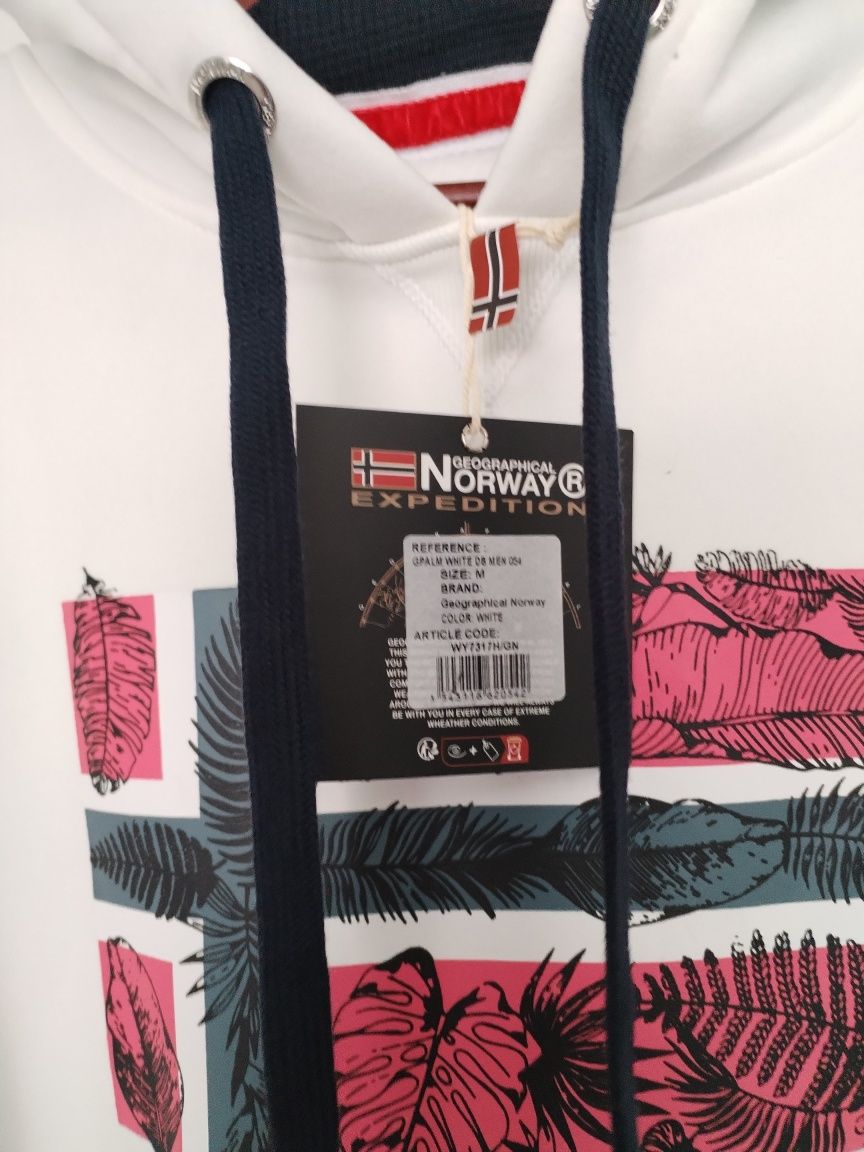 GEOGRAPHICAL
NORWAY®
EXPEDITION
REFERENCE :
GPALM WHITE DB MEN 054
SIZE: M
BRAND:
Geographical Norway
COLOR: WHITE
ARTICLE CODE:
WY7317H/GN
BE WITH YOU IN EVERY CASE OF EXTREME
WHEATHER CONDITIONS.